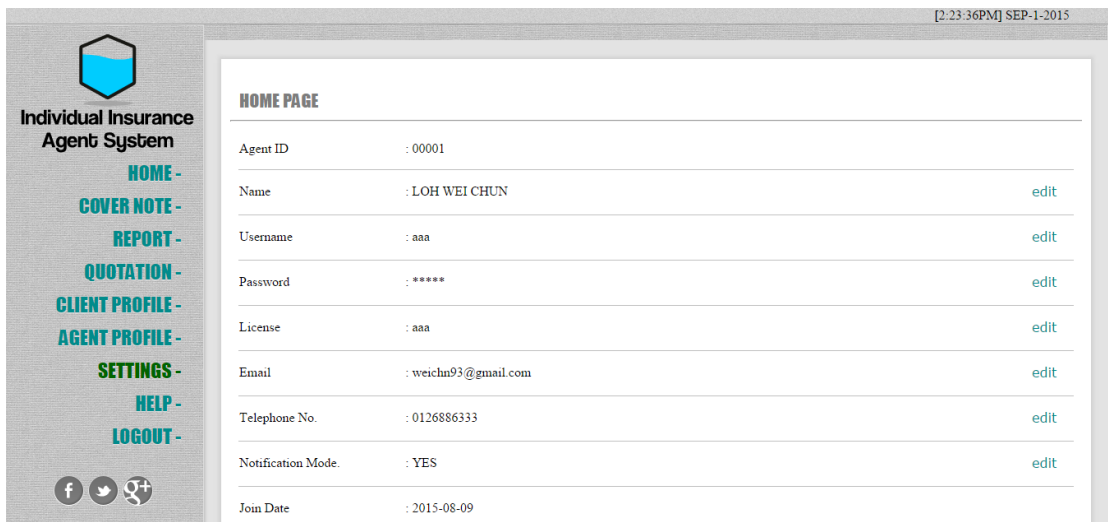 [2:23:36PM] SEP-1-2015
Individual Insurance
Agent System
HOME -
COVER NOTE -
REPORT -
QUOTATION -
CLIENT PROFILE -
AGENT PROFILE -
SETTINGS -
HELP -
LOGOUT -
f g+
HOME PAGE
Agent ID : 00001
Name : LOH WEI CHUN edit
Username : aaa edit
Password : ***** edit
License : aaa edit
Email : weichn93@gmail.com edit
Telephone No. : 0126886333 edit
Notification Mode. : YES edit
Join Date : 2015-08-09